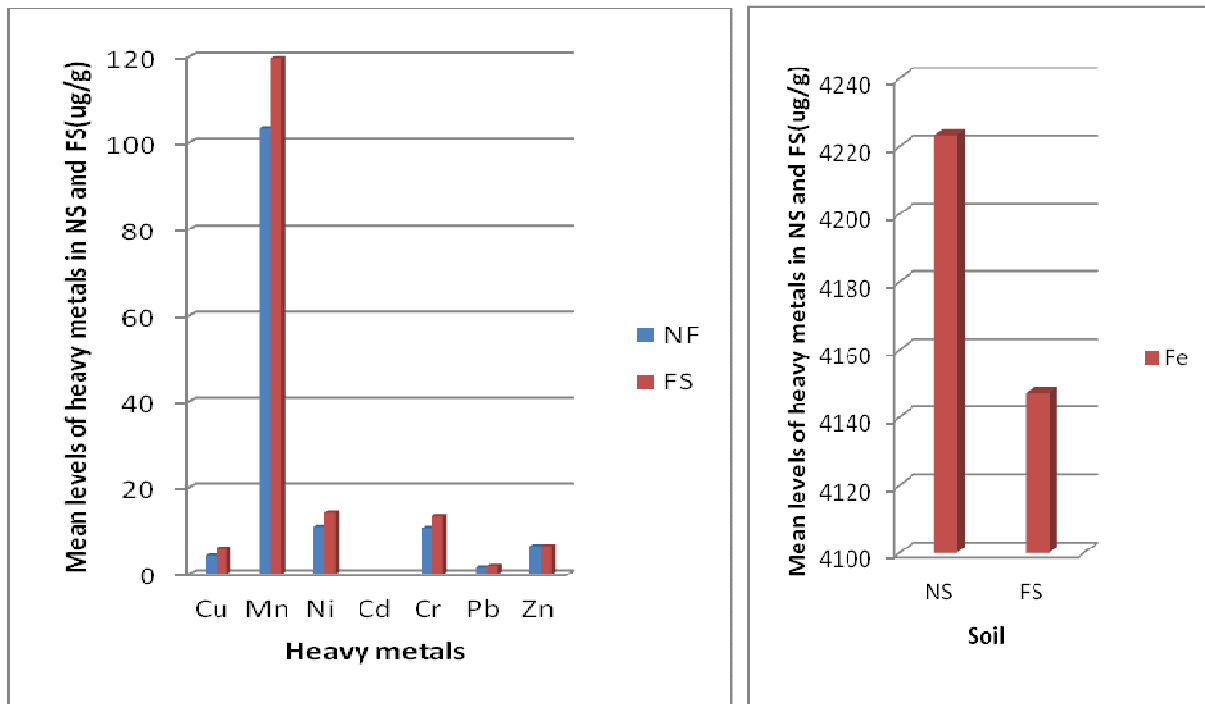 Mean levels of heavy metals in NS and FS(ug/g)
120
100
80
60
40
20
0
Cu Mn Ni Cd Cr Pb Zn
Heavy metals
NF
FS
Mean levels of heavy metals in NS and FS(ug/g)
4240
4220
4200
4180
4160
4140
4120
4100
NS FS
Soil
Fe